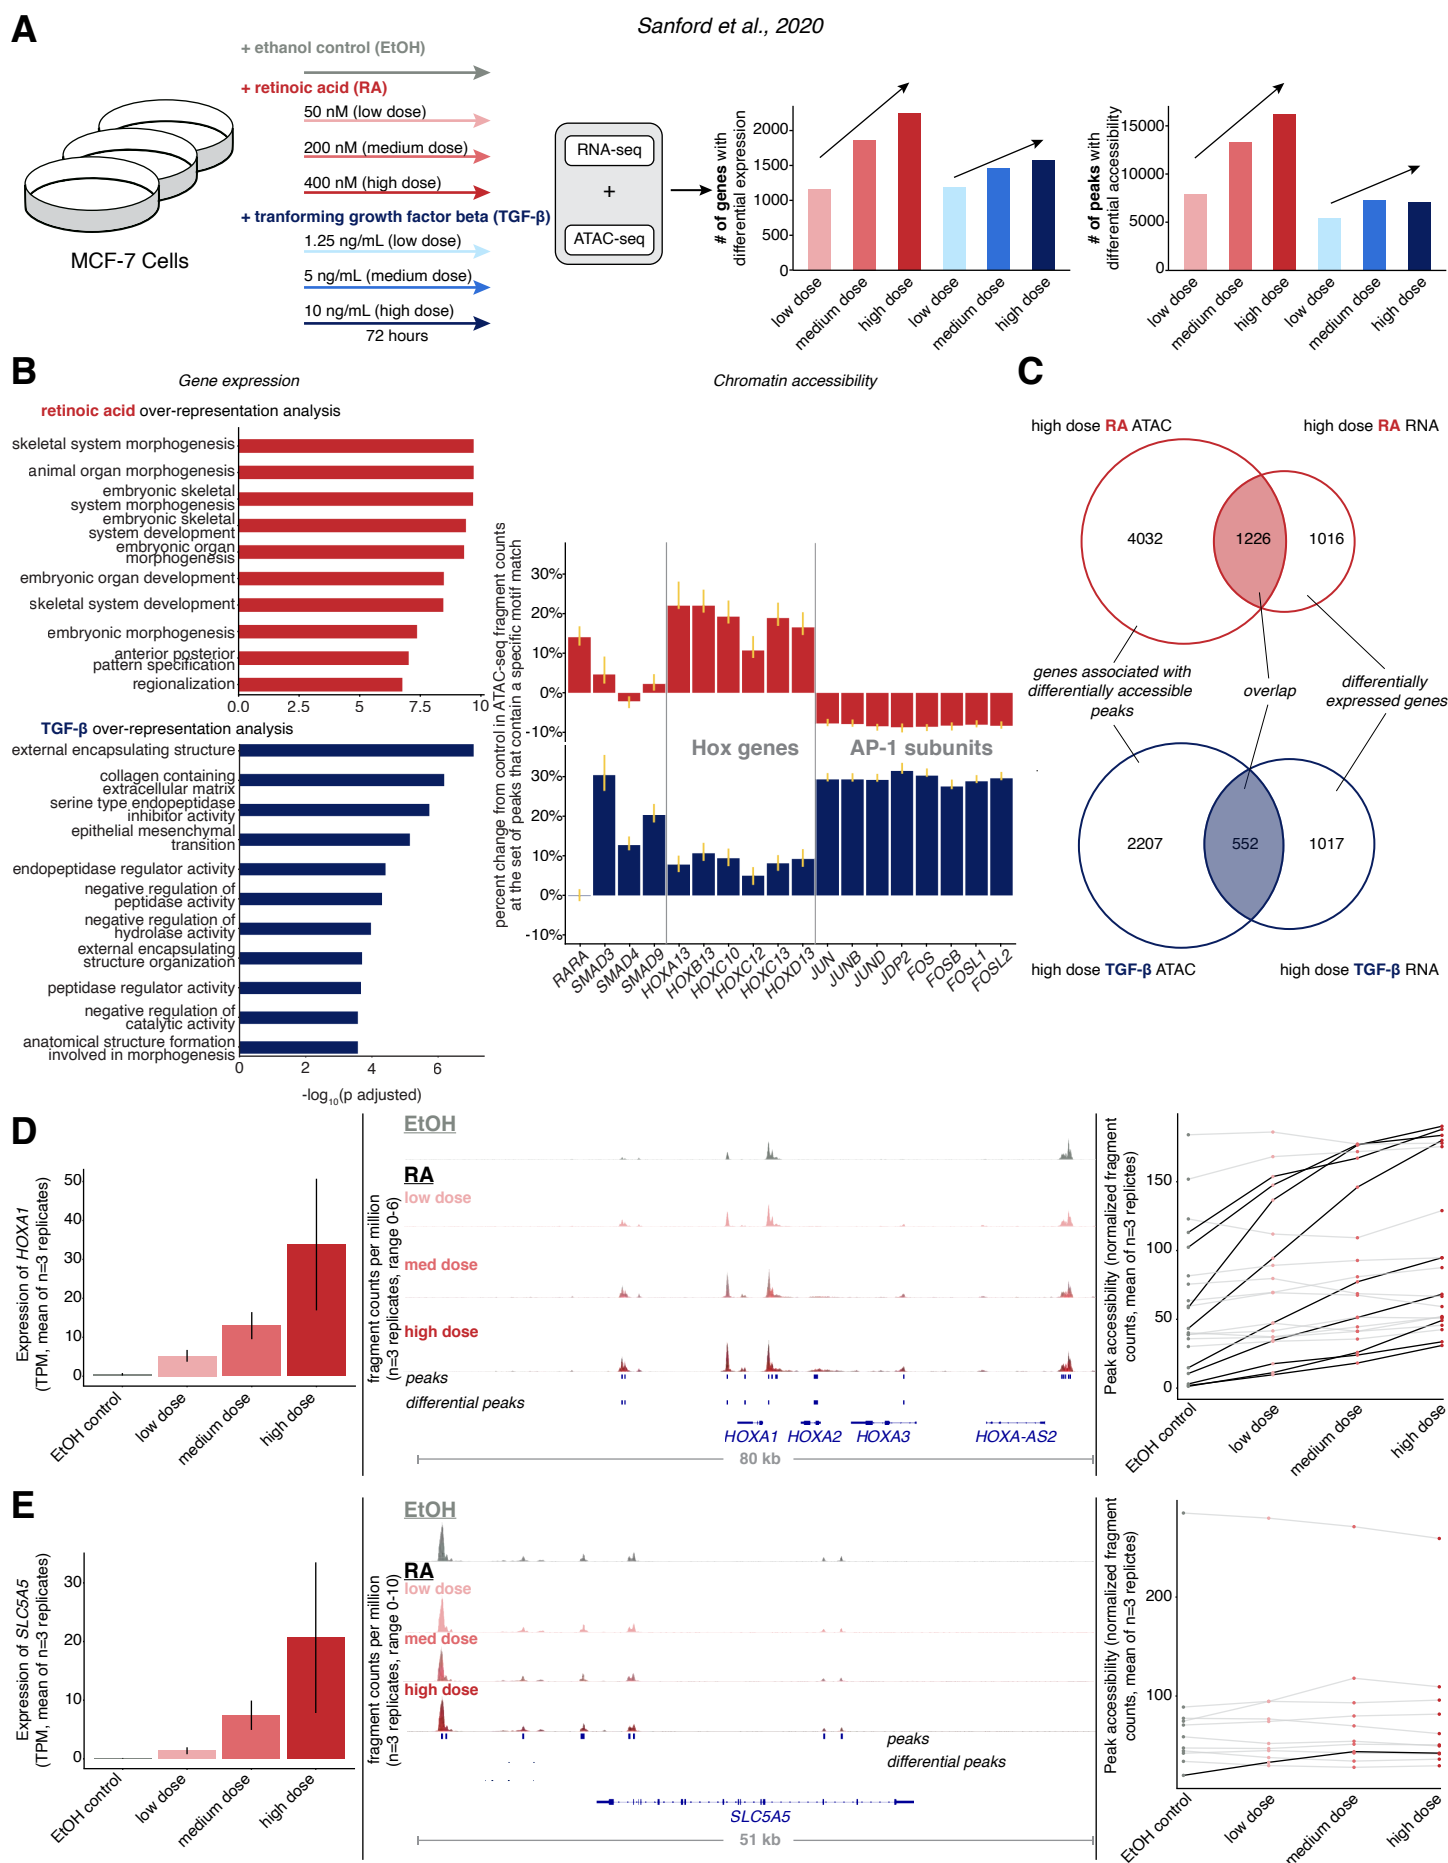 A
Sanford et al., 2020
+ ethanol control (EtOH)
+ retinoic acid (RA)
50 nM (low dose)
200 nM (medium dose)
400 nM (high dose)
+ tranforming growth factor beta (TGF-β)
1.25 ng/mL (low dose)
5 ng/mL (medium dose)
10 ng/mL (high dose)
72 hours
MCF-7 Cells
RNA-seq
+
ATAC-seq
# of genes with
differential expression
2000
1500
1000
500
0
low dose
medium dose
high dose
low dose
medium dose
high dose
# of peaks with
differential accessibility
15000
10000
5000
0
low dose
medium dose
high dose
low dose
medium dose
high dose
B
Gene expression
retinoic acid over-representation analysis
skeletal system morphogenesis
animal organ morphogenesis
embryonic skeletal
system morphogenesis
embryonic skeletal
system development
embryonic organ
morphogenesis
embryonic organ development
skeletal system development
embryonic morphogenesis
anterior posterior
pattern specification
regionalization
0 2.5 5 7.5 10
TGF-β over-representation analysis
external encapsulating structure
collagen containing
extracellular matrix
serine type endopeptidase
inhibitor activity
epithelial mesenchymal
transition
endopeptidase regulator activity
negative regulation of
peptidase activity
negative regulation of
hydrolase activity
external encapsulating
structure organization
peptidase regulator activity
negative regulation of
catalytic activity
anatomical structure formation
involved in morphogenesis
0 2 4 6
-log10(p adjusted)
Chromatin accessibility
percent change from control in ATAC-seq fragment counts
at the set of peaks that contain a specific motif match
30%
20%
10%
0%
-10%
Hox genes
AP-1 subunits
30%
20%
10%
0%
-10%
RARA
SMAD3
SMAD4
SMAD9
HOXA13
HOXB13
HOXC10
HOXC12
HOXC13
HOXD13
JUN
JUNB
JUND
JDP2
FOS
FOSB
FOSL1
FOSL2
C
high dose RA ATAC
high dose RA RNA
4032
1226
1016
genes associated with
differentially accessible
peaks
overlap
differentially
expressed genes
2207
552
1017
high dose TGF-β ATAC
high dose TGF-β RNA
D
Expression of HOXA1
(TPM, mean of n=3 replicates)
50
40
30
20
10
0
EtOH control
low dose
medium dose
high dose
fragment counts per million
(n=3 replicates, range 0-6)
EtOH
RA
low dose
med dose
high dose
peaks
differential peaks
HOXA1
HOXA2
HOXA3
HOXA-AS2
80 kb
Peak accessibility (normalized fragment
counts, mean of n=3 replictes)
150
100
50
0
EtOH control
low dose
medium dose
high dose
E
Expression of SLC5A5
(TPM, mean of n=3 replicates)
30
20
10
0
EtOH control
low dose
medium dose
high dose
fragment counts per million
(n=3 replicates, range 0-10)
EtOH
RA
low dose
med dose
high dose
peaks
differential peaks
SLC5A5
51 kb
Peak accessibility (normalized fragment
counts, mean of n=3 replictes)
200
100
EtOH control
low dose
medium dose
high dose